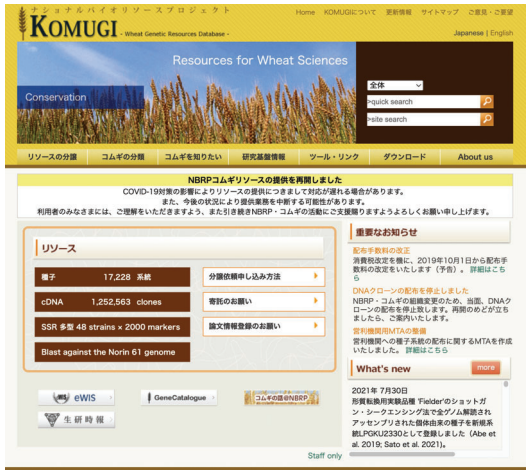 ナショナルバイオリソースプロジェクト
Home KOMUGIについて 更新情報 サイトマップ ご意見・ご要望
KOMUGI - Wheat Genetic Resources Database -
Japanese | English
Resources for Wheat Sciences
Conservation
全体
>quick search
>site search
リソースの分譲 コムギの分類 コムギを知りたい 研究基盤情報 ツール・リンク ダウンロード About us
NBRPコムギリソースの提供を再開しました
COVID-19対策の影響によりリソースの提供につきまして対応が遅れる場合があります。
また、今後の状況により提供業務を中断する可能性があります。
利用者のみなさまには、ご理解をいただきますよう、また引き続きNBRP・コムギの活動にご支援賜りますようよろしくお願い申し上げます。
リソース
種子 17,228 系統
cDNA 1,252,563 clones
SSR 多型 48 strains × 2000 markers
Blast against the Norin 61 genome
分譲依頼申し込み方法
寄託のお願い
論文情報登録のお願い
eWIS
GeneCatalogue
コムギの話@NBRP
生研時報
Staff only
重要なお知らせ
配布手数料の改正
消費税改定を機に、2019年10月1日から配布手
数料の改定をいたします（予告）。 詳細はこち
ら
DNAクローンの配布を停止しました
NBRP・コムギの組織変更のため、当面、DNAク
ローンの配布を停止致します。再開のめどが立ち
ましたら、ご案内いたします。
営利機関用MTAの整備
営利機関への種子系統の配布に関するMTAを作成
いたしました。 詳細はこちら
What's new
more
2021年 7月30日
形質転換用実験品種 'Fielder'のショットガ
ン・シークエンシング法で全ゲノム解読され
アッセンブリされた個体由来の種子を新規系
統LPGKU2330として登録しました（Abe et
al. 2019; Sato et al. 2021)。